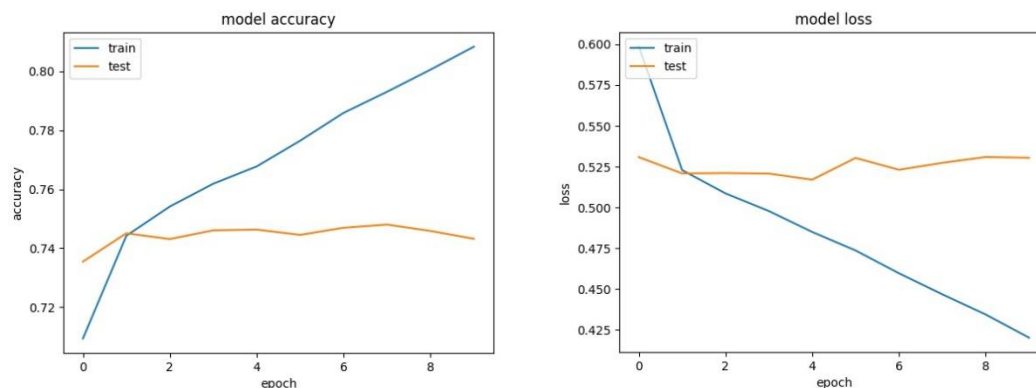 model accuracy
train
test
0.80
0.78
0.76
0.74
0.72
accuracy
0 2 4 6 8
epoch
model loss
train
test
0.600
0.575
0.550
0.525
0.500
0.475
0.450
0.425
loss
0 2 4 6 8
epoch